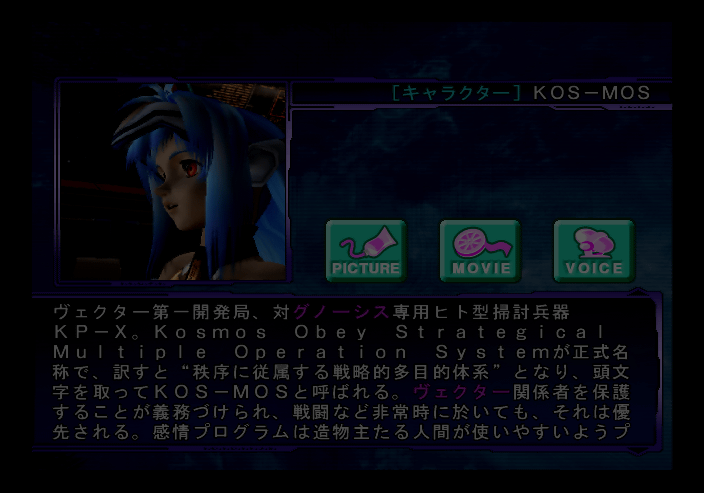 [キャラクター] KOS-MOS
PICTURE
MOVIE
VOICE
ヴェクター第一開発局、対グノーシス専用ヒト型掃討兵器
KP-X。Kosmos Obey Strategical
Multiple Operation Systemが正式名
称で、訳すと“秩序に従属する戦略的多目的体系”となり、頭文
字を取ってKOS-MOSと呼ばれる。ヴェクター関係者を保護
することが義務づけられ、戦闘など非常時に於いても、それは優
先される。感情プログラムは造物主たる人間が使いやすいようプ